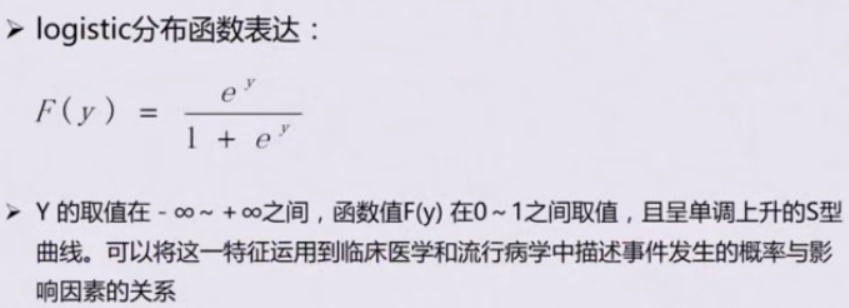 ➢ logistic分布函数表达：
F(y) = e^y / (1 + e^y)
➢ Y 的取值在 - ∞~ +∞之间，函数值F(y) 在0~1之间取值，且呈单调上升的S型
曲线。可以将这一特征运用到临床医学和流行病学中描述事件发生的概率与影
响因素的关系